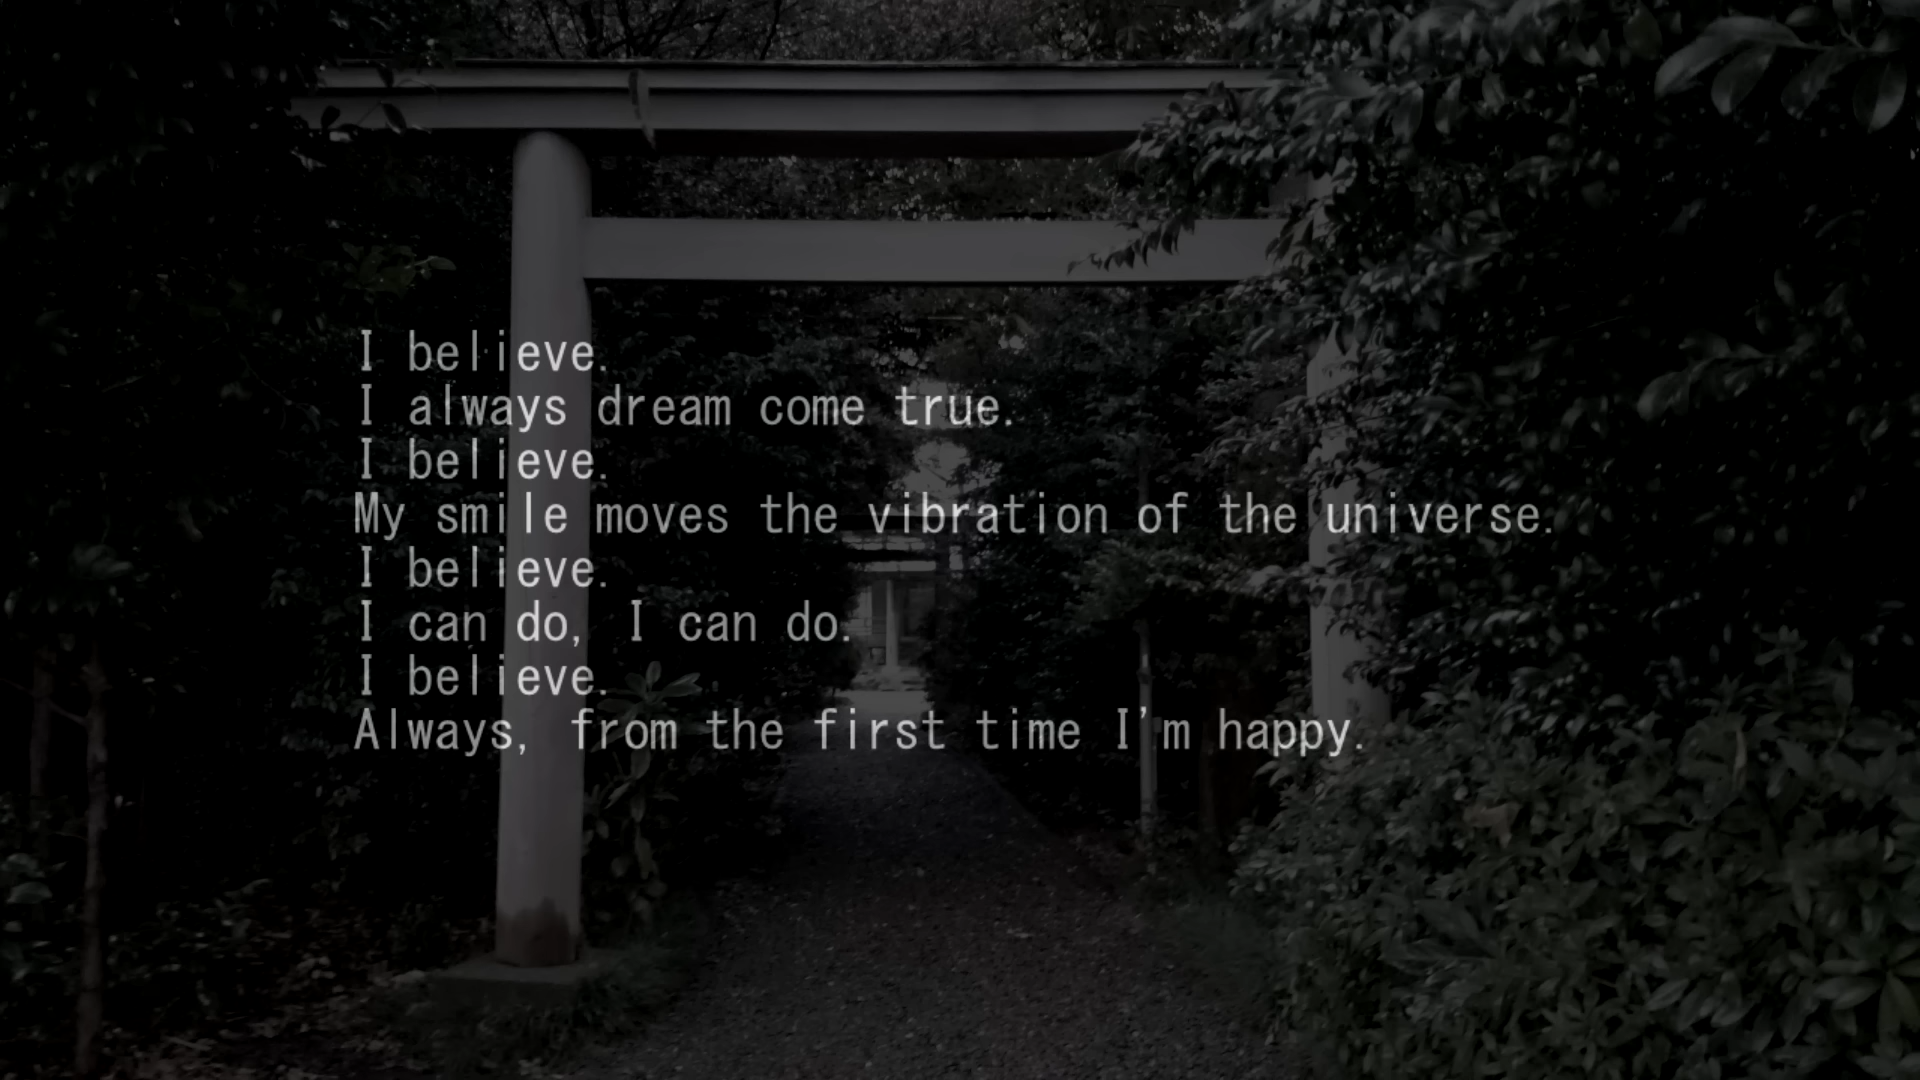 I believe.
I always dream come true.
I believe.
My smile moves the vibration of the universe.
I believe.
I can do, I can do.
I believe.
Always, from the first time I'm happy.